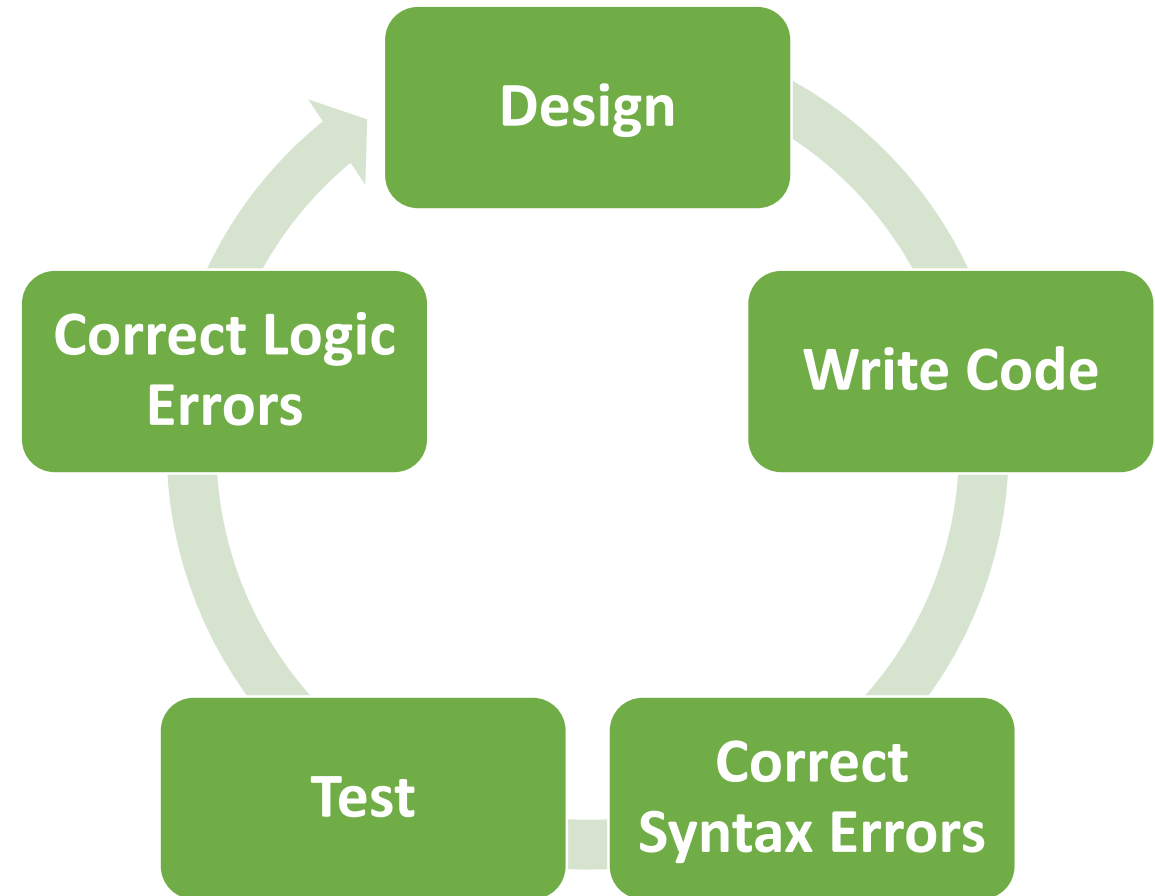 Design
Write Code
Correct
Syntax Errors
Test
Correct Logic
Errors